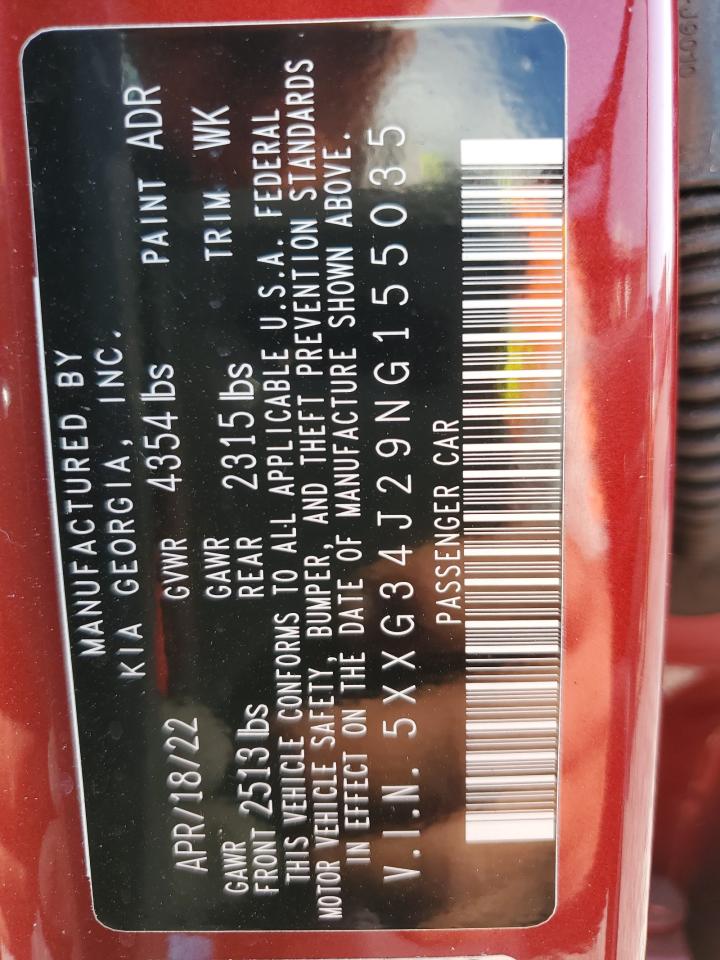 MANUFACTURED BY
KIA GEORGIA, INC.
APR/18/22 GVWR 4354 lbs PAINT ADR
GAWR FRONT 2513 lbs GAWR REAR 2315 lbs TRIM WK
THIS VEHICLE CONFORMS TO ALL APPLICABLE U.S.A. FEDERAL
MOTOR VEHICLE SAFETY, BUMPER, AND THEFT PREVENTION STANDARDS
IN EFFECT ON THE DATE OF MANUFACTURE SHOWN ABOVE.
V.I.N. 5XXG34J29NG155035
PASSENGER CAR